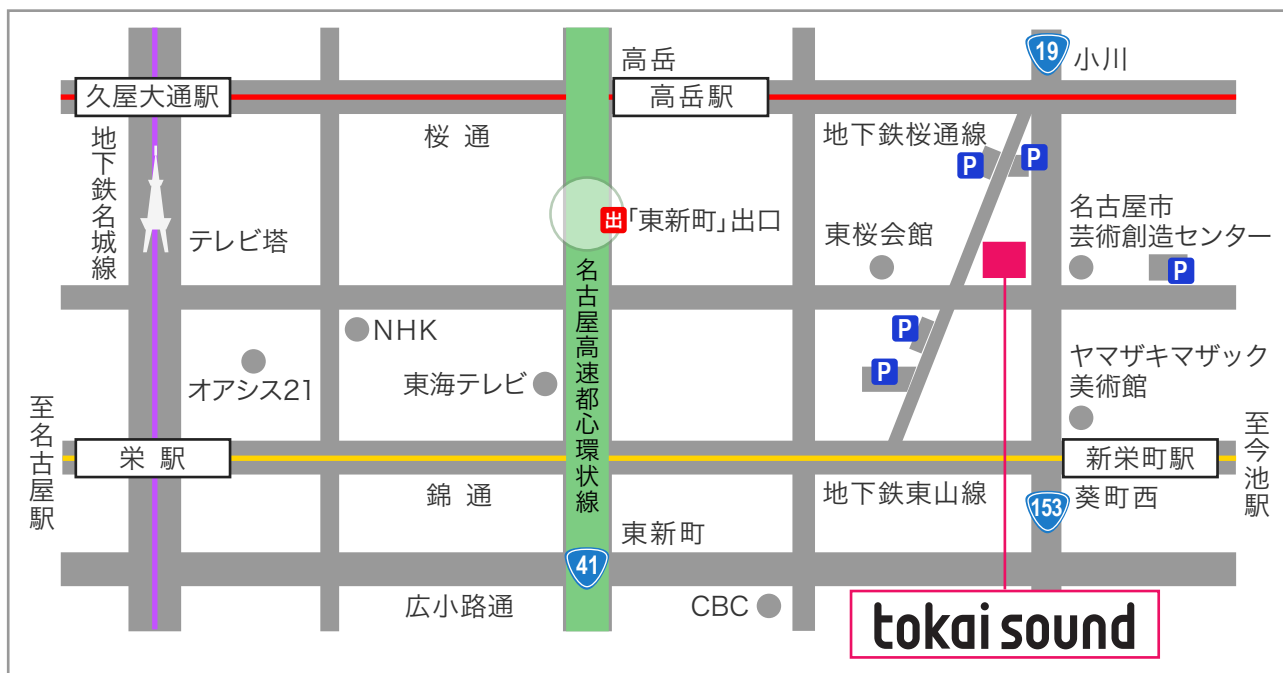 高岳
19
小川
久屋大通駅
高岳駅
桜通
地下鉄桜通線
地下鉄名城線
P
P
テレビ塔
出
「東新町」出口
東桜会館
名古屋市
芸術創造センター
P
名古屋高速都心環状線
NHK
オアシス21
東海テレビ
P
P
ヤマザキマザック
美術館
至名古屋駅
栄駅
新栄町駅
至今池駅
錦通
地下鉄東山線
153
葵町西
東新町
41
広小路通
CBC
tokai sound